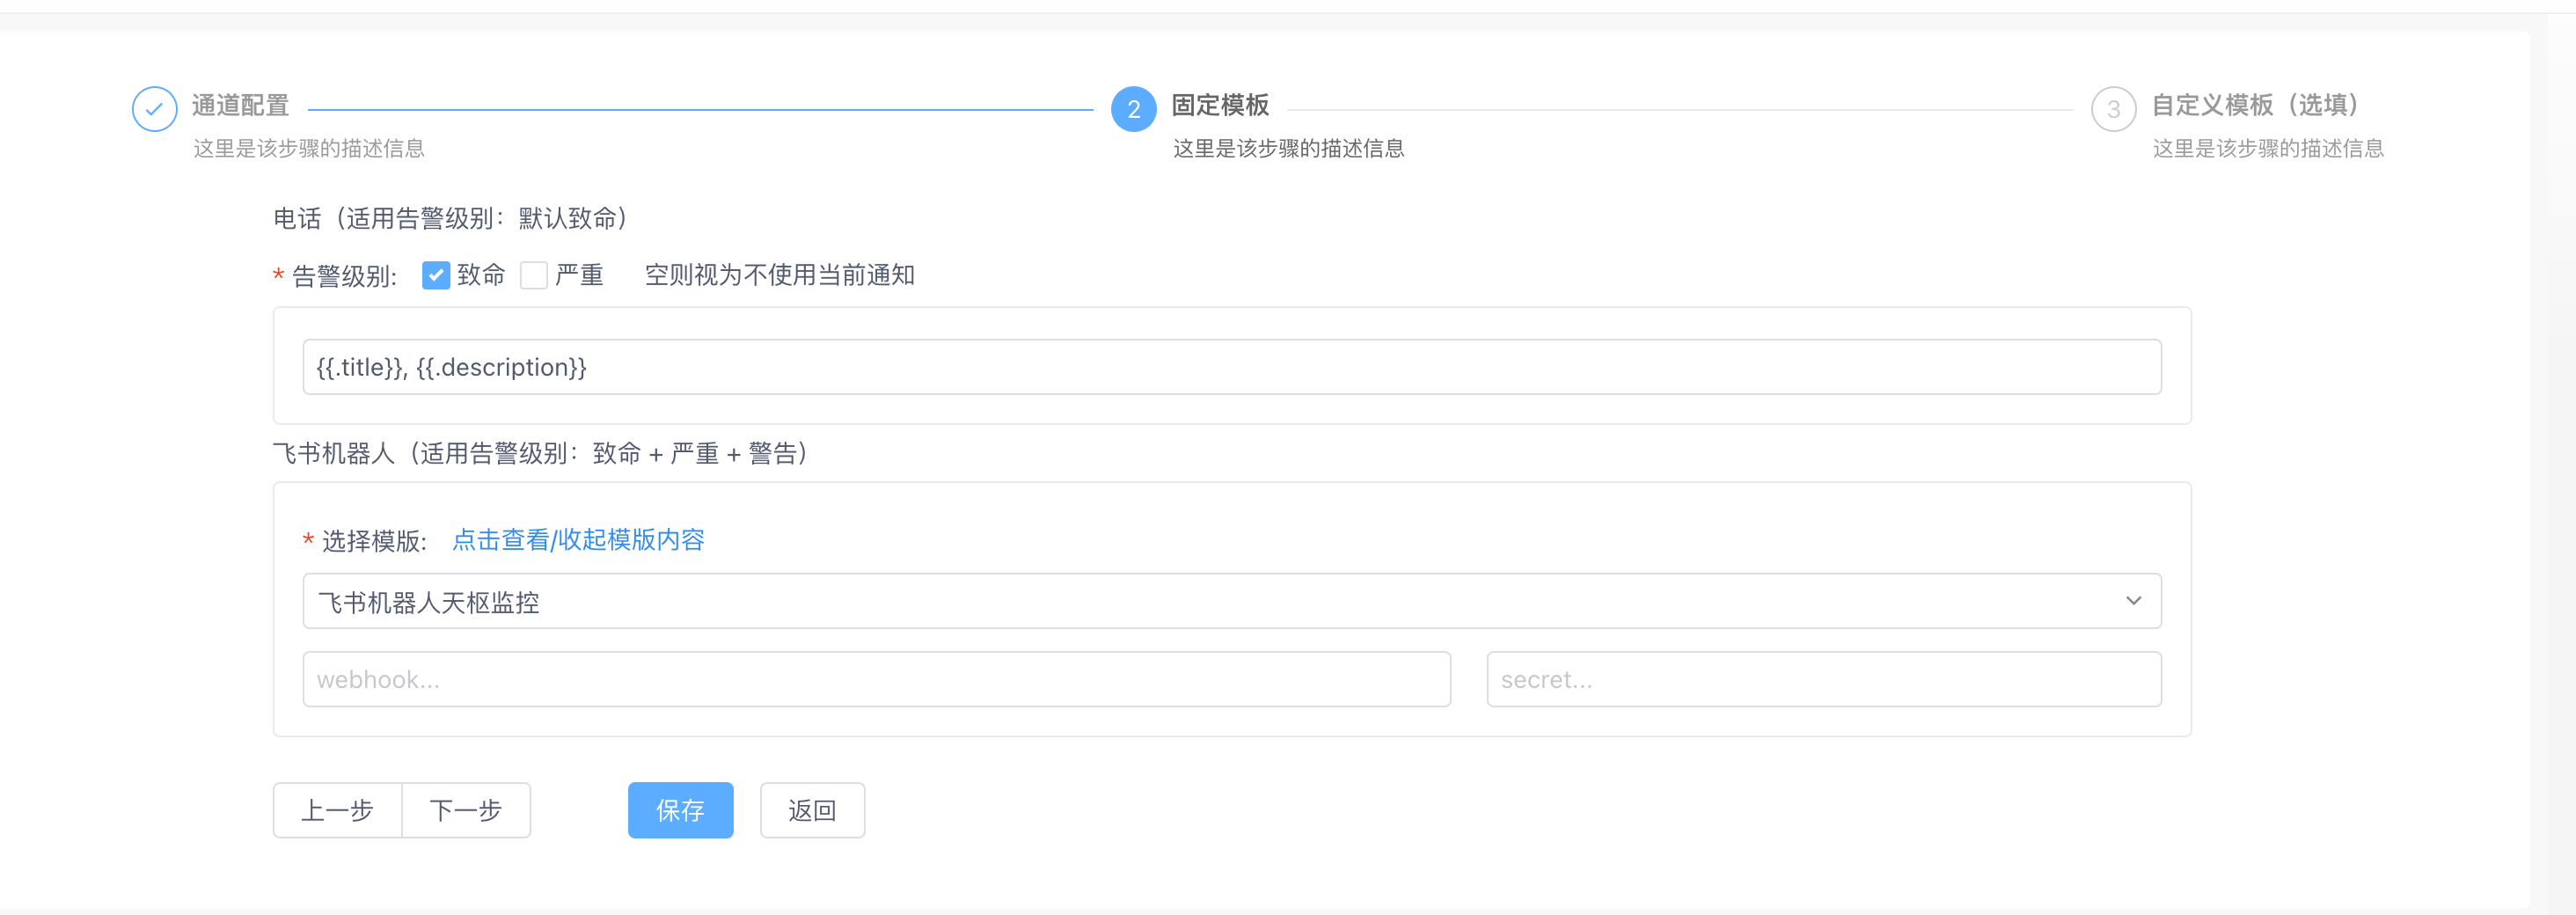 通道配置
这里是该步骤的描述信息
2 固定模板
这里是该步骤的描述信息
3 自定义模板（选填）
这里是该步骤的描述信息
电话（适用告警级别：默认致命）
* 告警级别: 致命 严重 空则视为不使用当前通知
{{.title}}, {{.description}}
飞书机器人（适用告警级别：致命 + 严重 + 警告）
* 选择模版: 点击查看/收起模版内容
飞书机器人天枢监控
webhook... secret...
上一步 下一步 保存 返回